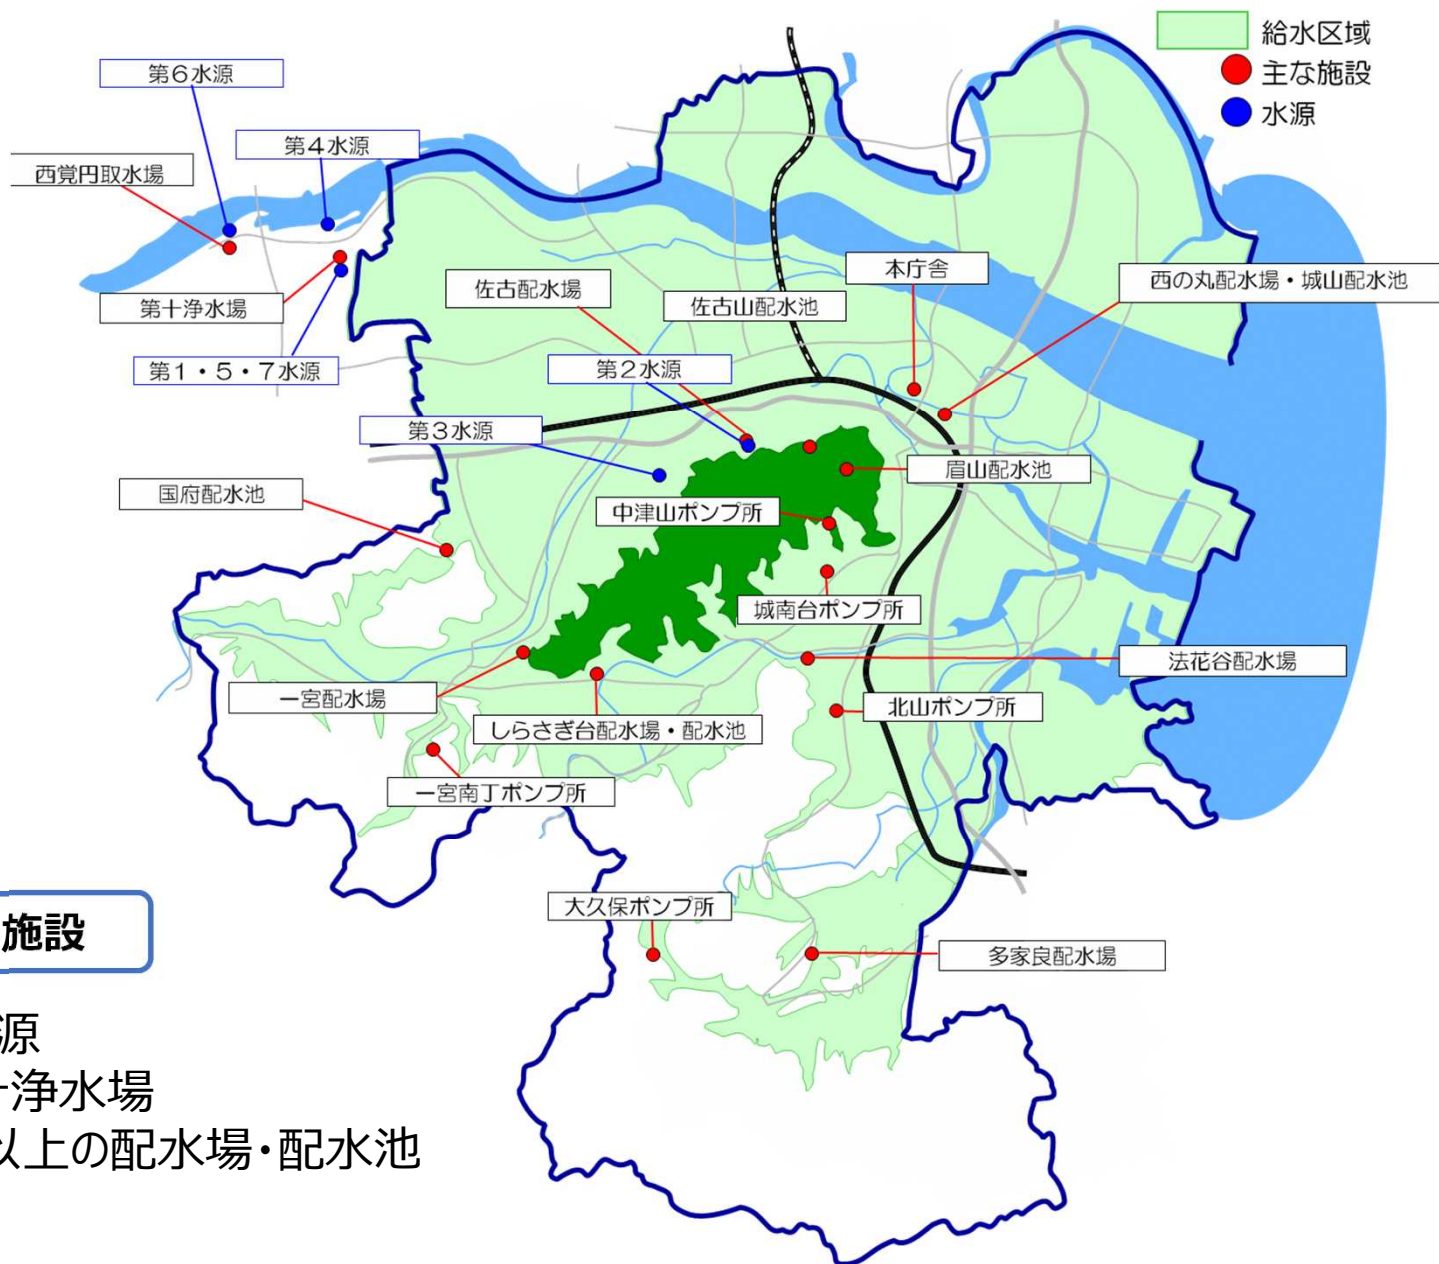 給水区域
主な施設
水源
第6水源
第4水源
西覚円取水場
第十浄水場
第1・5・7水源
佐古配水場
佐古山配水池
本庁舎
西の丸配水場・城山配水池
第2水源
第3水源
眉山配水池
国府配水池
中津山ポンプ所
城南台ポンプ所
法花谷配水場
一宮配水場
北山ポンプ所
しらさぎ台配水場・配水池
一宮南丁ポンプ所
大久保ポンプ所
多家良配水場
施設
源
浄水場
以上の配水場・配水池